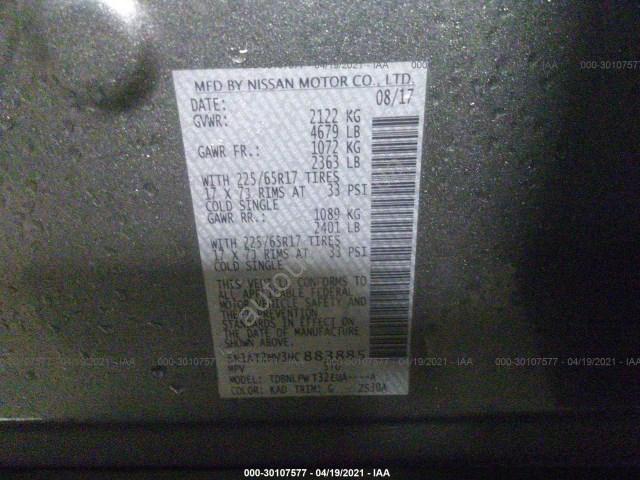 000-30107577 - 04/19/2021 - IAA
MFD BY NISSAN MOTOR CO., LTD.
DATE: 08/17
GVWR: 2122 KG
4679 LB
GAWR FR.: 1072 KG
2363 LB
WITH 225/65R17 TIRES
17 X 7J RIMS AT 33 PSI
COLD SINGLE
GAWR RR.: 1089 KG
2401 LB
WITH 225/65R17 TIRES
17 X 7J RIMS AT 33 PSI
COLD SINGLE
THIS VEHICLE CONFORMS TO
ALL APPLICABLE FEDERAL
MOTOR VEHICLE SAFETY AND
THEFT PREVENTION
STANDARDS IN EFFECT ON
THE DATE OF MANUFACTURE
SHOWN ABOVE.
883885
MPV STD
MODEL:
COLOR: KAD TRIM: G
000-30107577 - 04/19/2021 - IAA